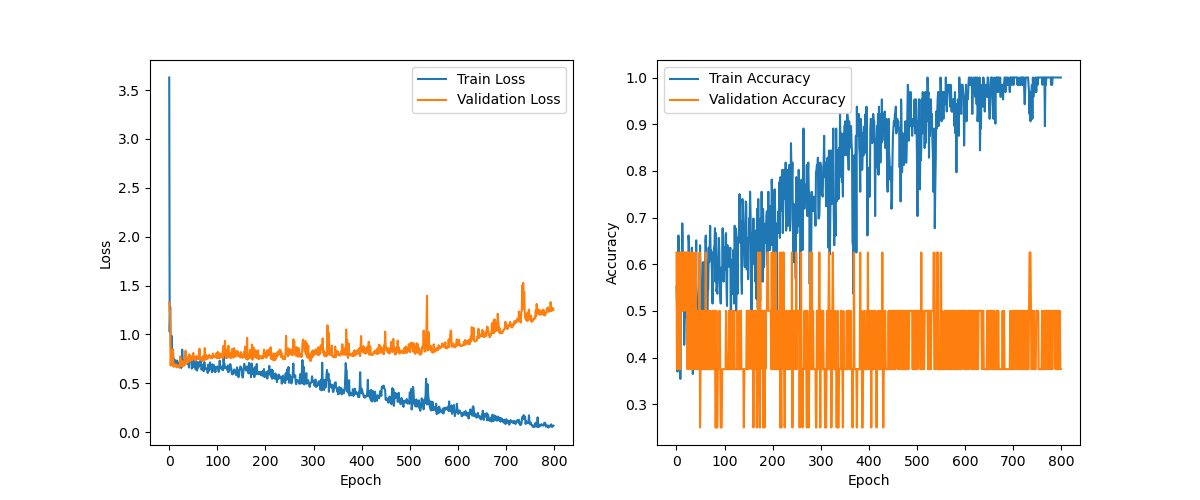 Train Loss
Validation Loss
3.5
3.0
2.5
2.0
1.5
1.0
0.5
0.0
Loss
0 100 200 300 400 500 600 700 800
Epoch
Train Accuracy
Validation Accuracy
1.0
0.9
0.8
0.7
0.6
0.5
0.4
0.3
Accuracy
0 100 200 300 400 500 600 700 800
Epoch